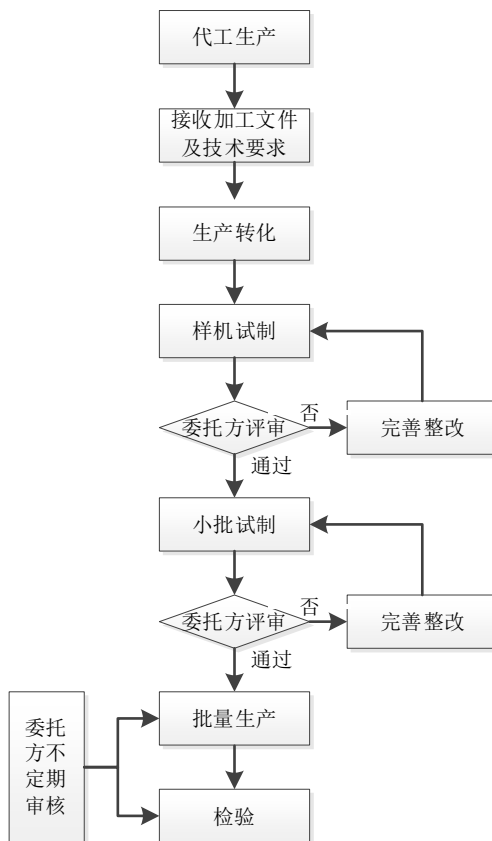 代工生产
接收加工文件
及技术要求
生产转化
样机试制
委托方评审
否
完善整改
通过
小批试制
委托方评审
否
完善整改
通过
委托
方不
定期
审核
批量生产
检验